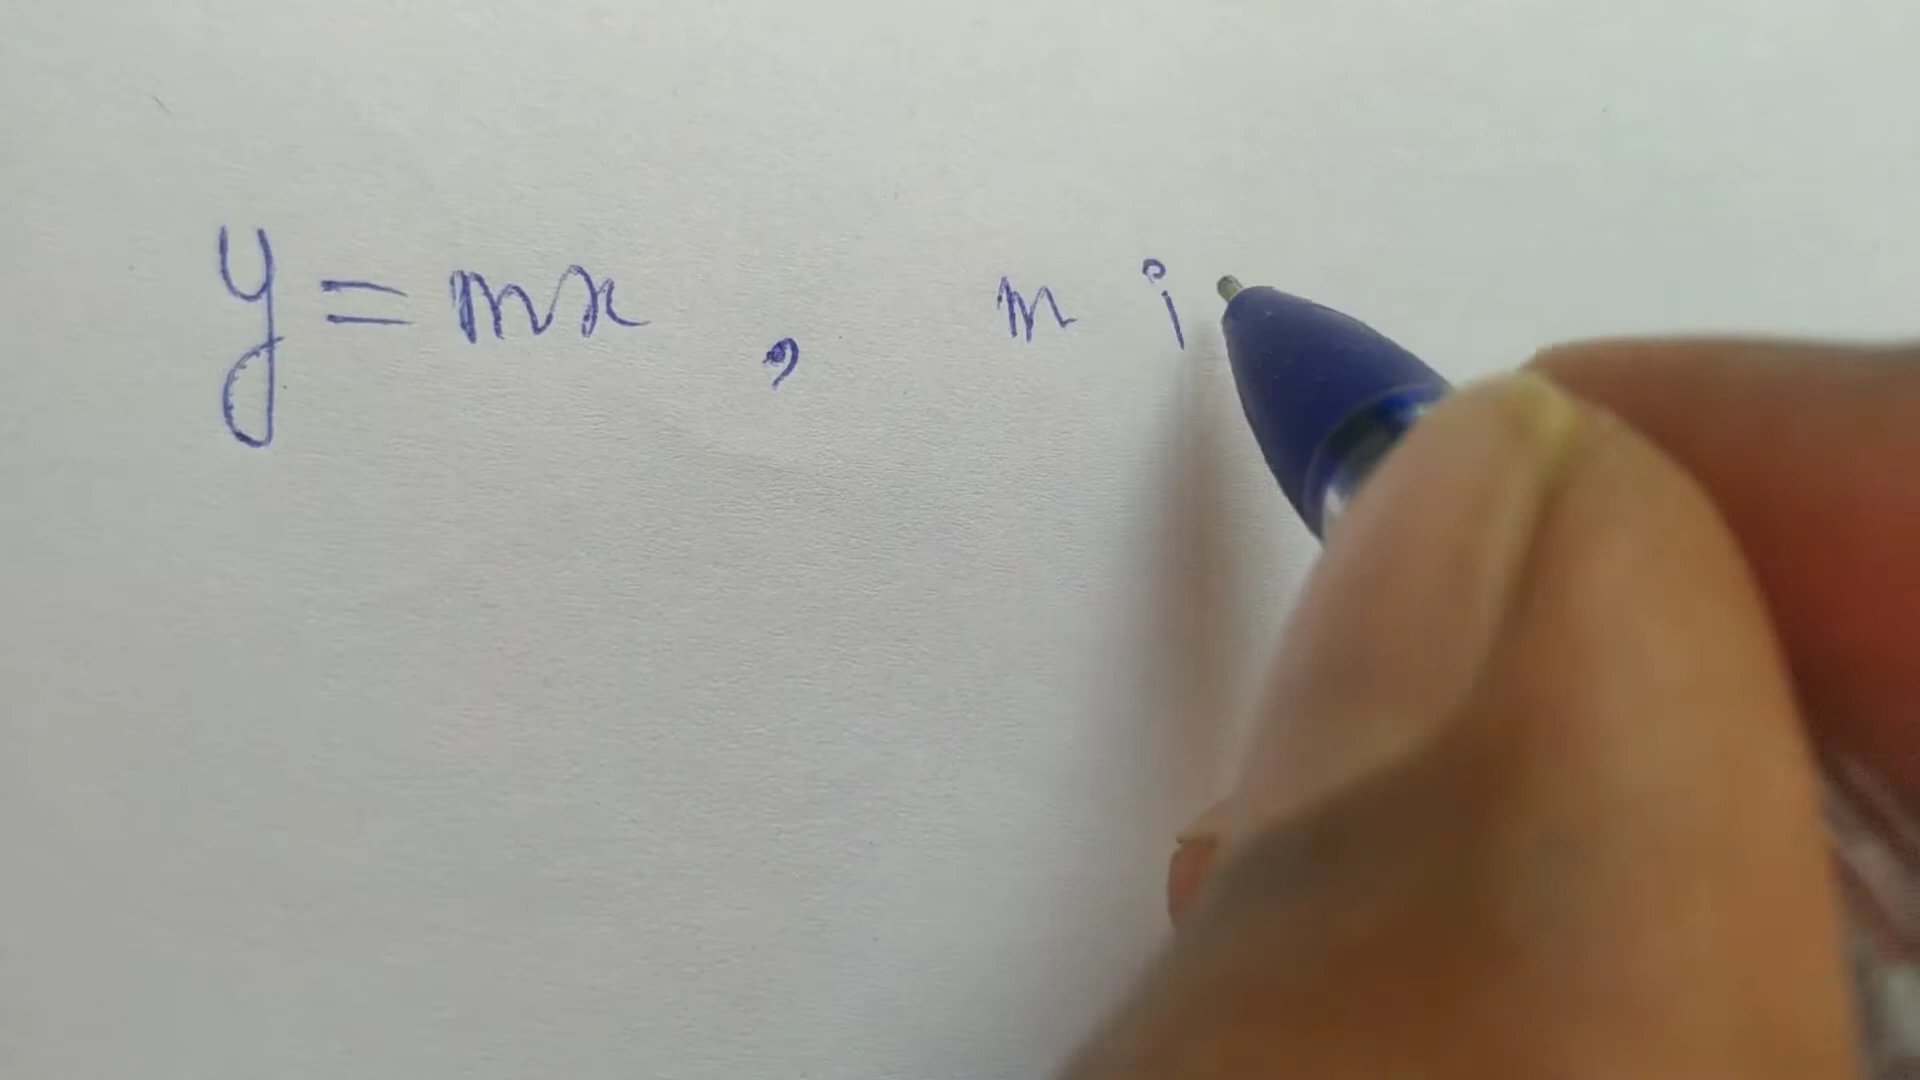 y = mx , m i